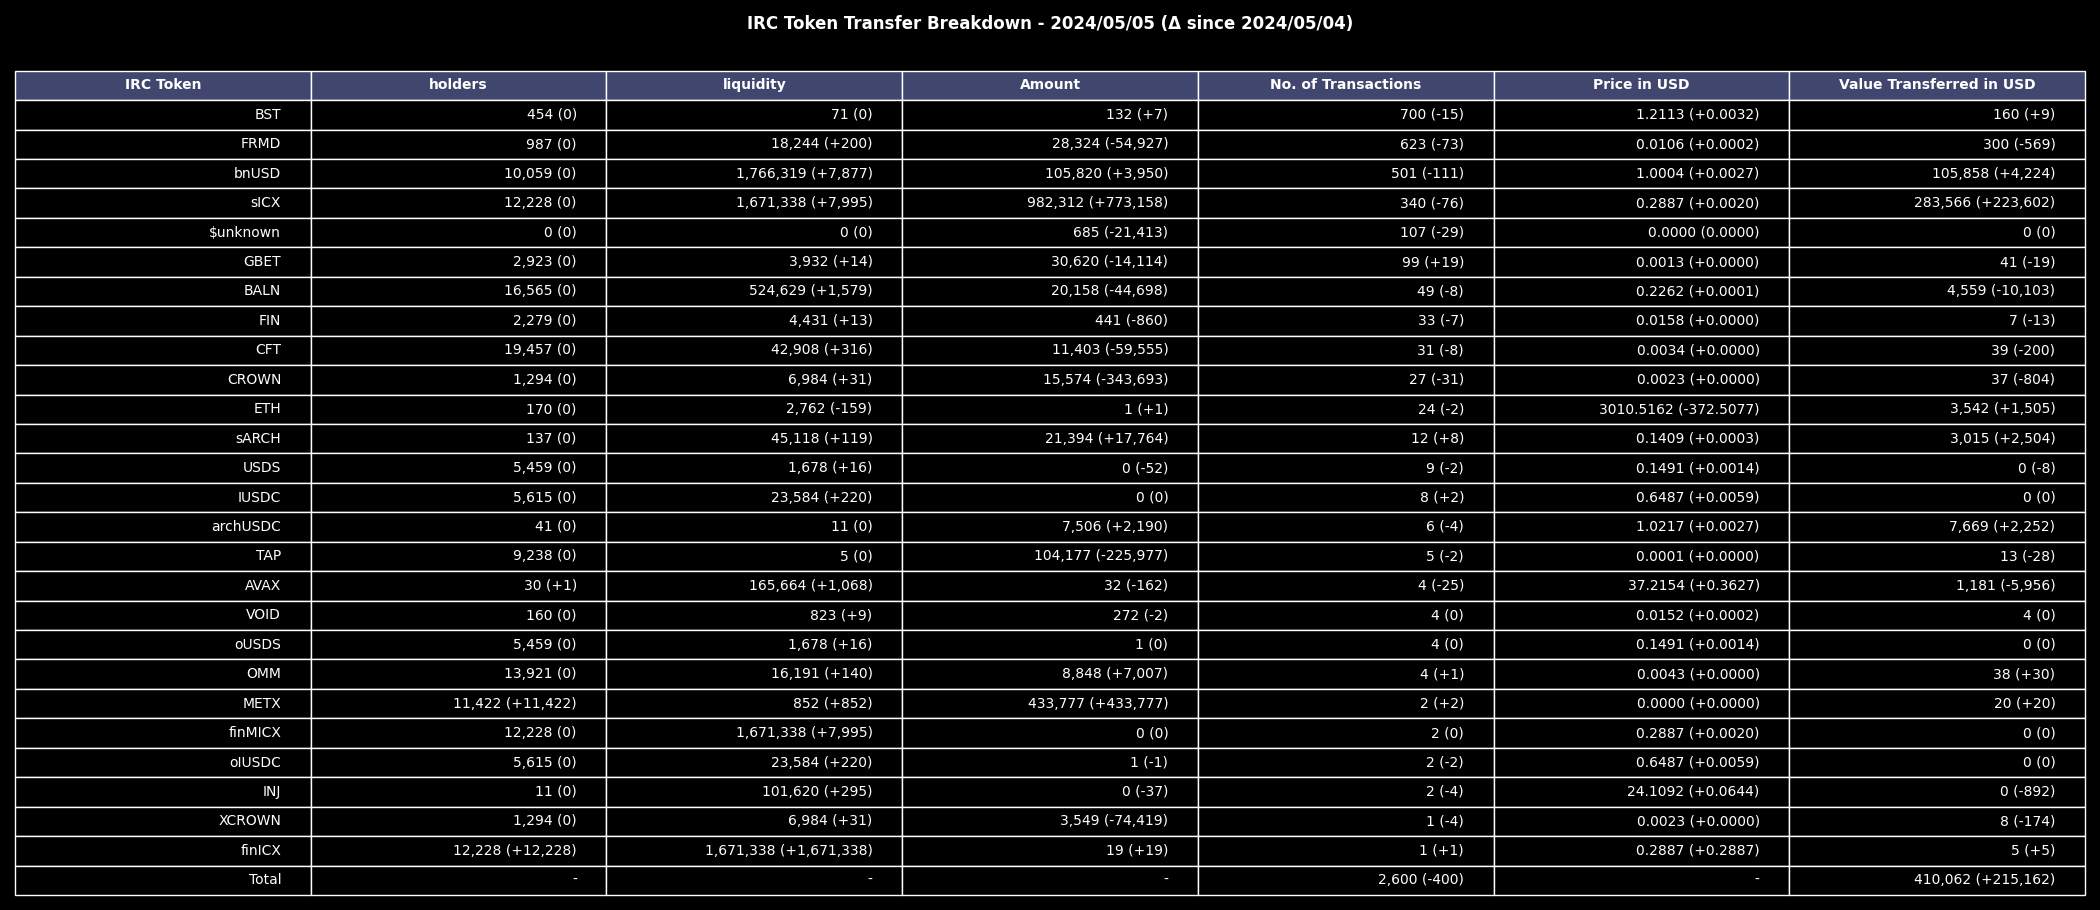 IRC Token Transfer Breakdown - 2024/05/05 (Δ since 2024/05/04)
IRC Token holders liquidity Amount No. of Transactions Price in USD Value Transferred in USD
BST 454 (0) 71 (0) 132 (+7) 700 (-15) 1.2113 (+0.0032) 160 (+9)
FRMD 987 (0) 18,244 (+200) 28,324 (-54,927) 623 (-73) 0.0106 (+0.0002) 300 (-569)
bnUSD 10,059 (0) 1,766,319 (+7,877) 105,820 (+3,950) 501 (-111) 1.0004 (+0.0027) 105,858 (+4,224)
sICX 12,228 (0) 1,671,338 (+7,995) 982,312 (+773,158) 340 (-76) 0.2887 (+0.0020) 283,566 (+223,602)
$unknown 0 (0) 0 (0) 685 (-21,413) 107 (-29) 0.0000 (0.0000) 0 (0)
GBET 2,923 (0) 3,932 (+14) 30,620 (-14,114) 99 (+19) 0.0013 (+0.0000) 41 (-19)
BALN 16,565 (0) 524,629 (+1,579) 20,158 (-44,698) 49 (-8) 0.2262 (+0.0001) 4,559 (-10,103)
FIN 2,279 (0) 4,431 (+13) 441 (-860) 33 (-7) 0.0158 (+0.0000) 7 (-13)
CFT 19,457 (0) 42,908 (+316) 11,403 (-59,555) 31 (-8) 0.0034 (+0.0000) 39 (-200)
CROWN 1,294 (0) 6,984 (+31) 15,574 (-343,693) 27 (-31) 0.0023 (+0.0000) 37 (-804)
ETH 170 (0) 2,762 (-159) 1 (+1) 24 (-2) 3010.5162 (-372.5077) 3,542 (+1,505)
sARCH 137 (0) 45,118 (+119) 21,394 (+17,764) 12 (+8) 0.1409 (+0.0003) 3,015 (+2,504)
USDS 5,459 (0) 1,678 (+16) 0 (-52) 9 (-2) 0.1491 (+0.0014) 0 (-8)
IUSDC 5,615 (0) 23,584 (+220) 0 (0) 8 (+2) 0.6487 (+0.0059) 0 (0)
archUSDC 41 (0) 11 (0) 7,506 (+2,190) 6 (-4) 1.0217 (+0.0027) 7,669 (+2,252)
TAP 9,238 (0) 5 (0) 104,177 (-225,977) 5 (-2) 0.0001 (+0.0000) 13 (-28)
AVAX 30 (+1) 165,664 (+1,068) 32 (-162) 4 (-25) 37.2154 (+0.3627) 1,181 (-5,956)
VOID 160 (0) 823 (+9) 272 (-2) 4 (0) 0.0152 (+0.0002) 4 (0)
oUSDS 5,459 (0) 1,678 (+16) 1 (0) 4 (0) 0.1491 (+0.0014) 0 (0)
OMM 13,921 (0) 16,191 (+140) 8,848 (+7,007) 4 (+1) 0.0043 (+0.0000) 38 (+30)
METX 11,422 (+11,422) 852 (+852) 433,777 (+433,777) 2 (+2) 0.0000 (+0.0000) 20 (+20)
finMICX 12,228 (0) 1,671,338 (+7,995) 0 (0) 2 (0) 0.2887 (+0.0020) 0 (0)
oIUSDC 5,615 (0) 23,584 (+220) 1 (-1) 2 (-2) 0.6487 (+0.0059) 0 (0)
INJ 11 (0) 101,620 (+295) 0 (-37) 2 (-4) 24.1092 (+0.0644) 0 (-892)
XCROWN 1,294 (0) 6,984 (+31) 3,549 (-74,419) 1 (-4) 0.0023 (+0.0000) 8 (-174)
finICX 12,228 (+12,228) 1,671,338 (+1,671,338) 19 (+19) 1 (+1) 0.2887 (+0.2887) 5 (+5)
Total - - - 2,600 (-400) - 410,062 (+215,162)